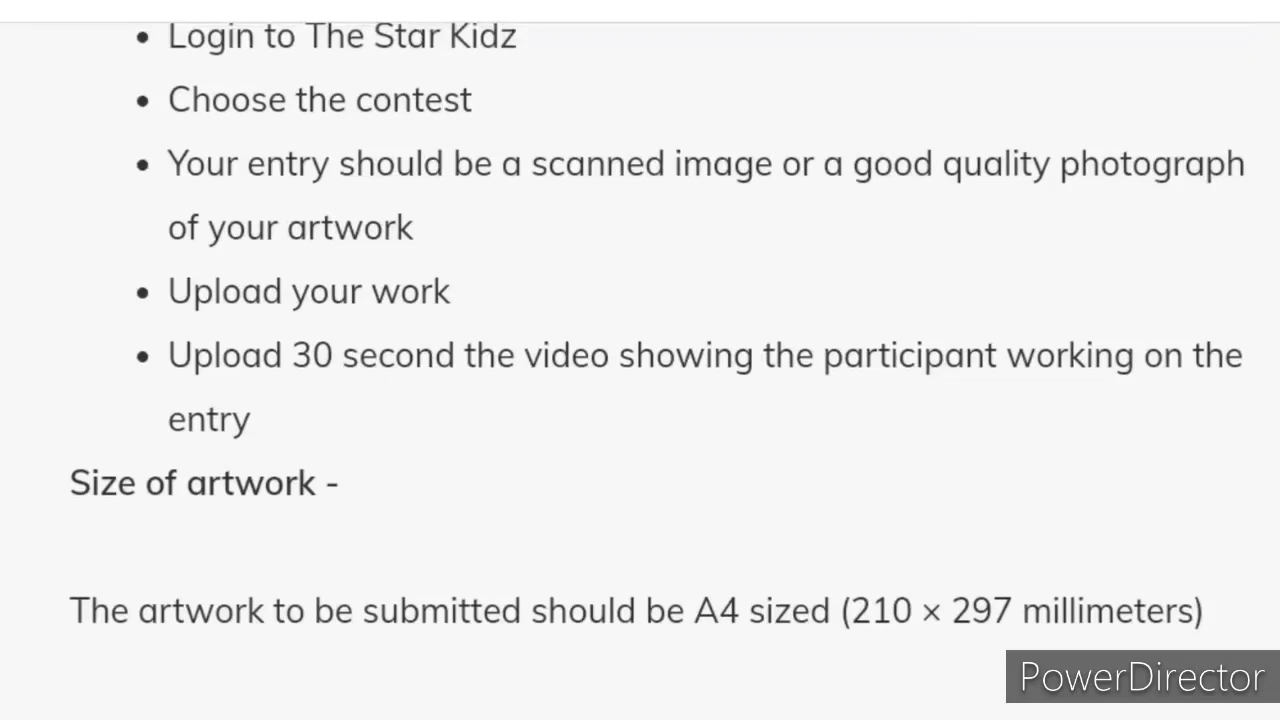 • Login to The Star Kidz
• Choose the contest
• Your entry should be a scanned image or a good quality photograph
of your artwork
• Upload your work
• Upload 30 second the video showing the participant working on the
entry
Size of artwork -
The artwork to be submitted should be A4 sized (210 × 297 millimeters)
PowerDirector